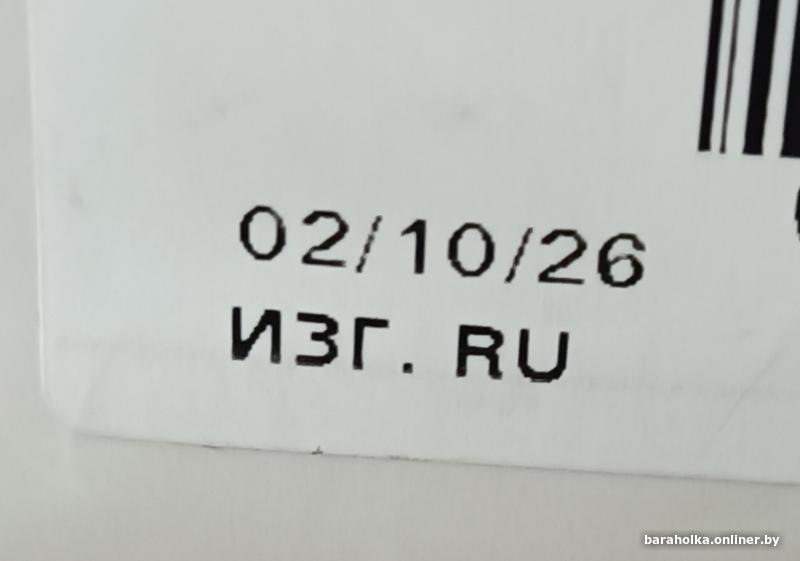 02/10/26
ИЗГ. RU
baraholka.onliner.by